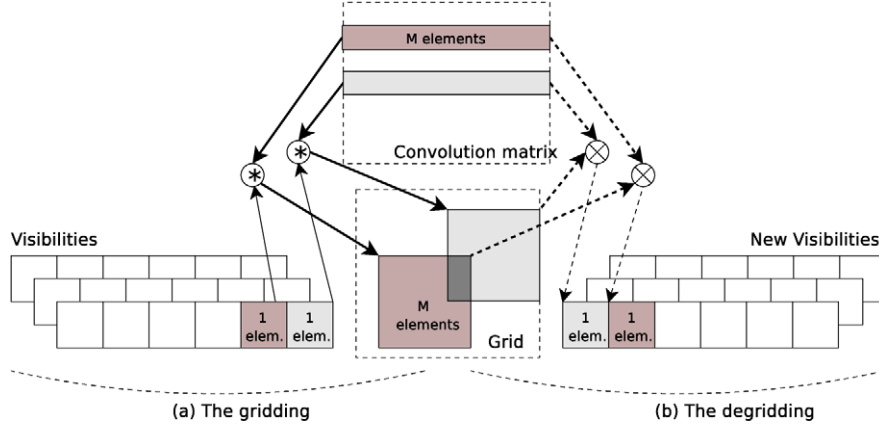 M elements
Convolution matrix
*
*
Visibilities
New Visibilities
M
elements
1
elem.
1
elem.
1
elem.
1
elem.
Grid
(a) The gridding
(b) The degridding